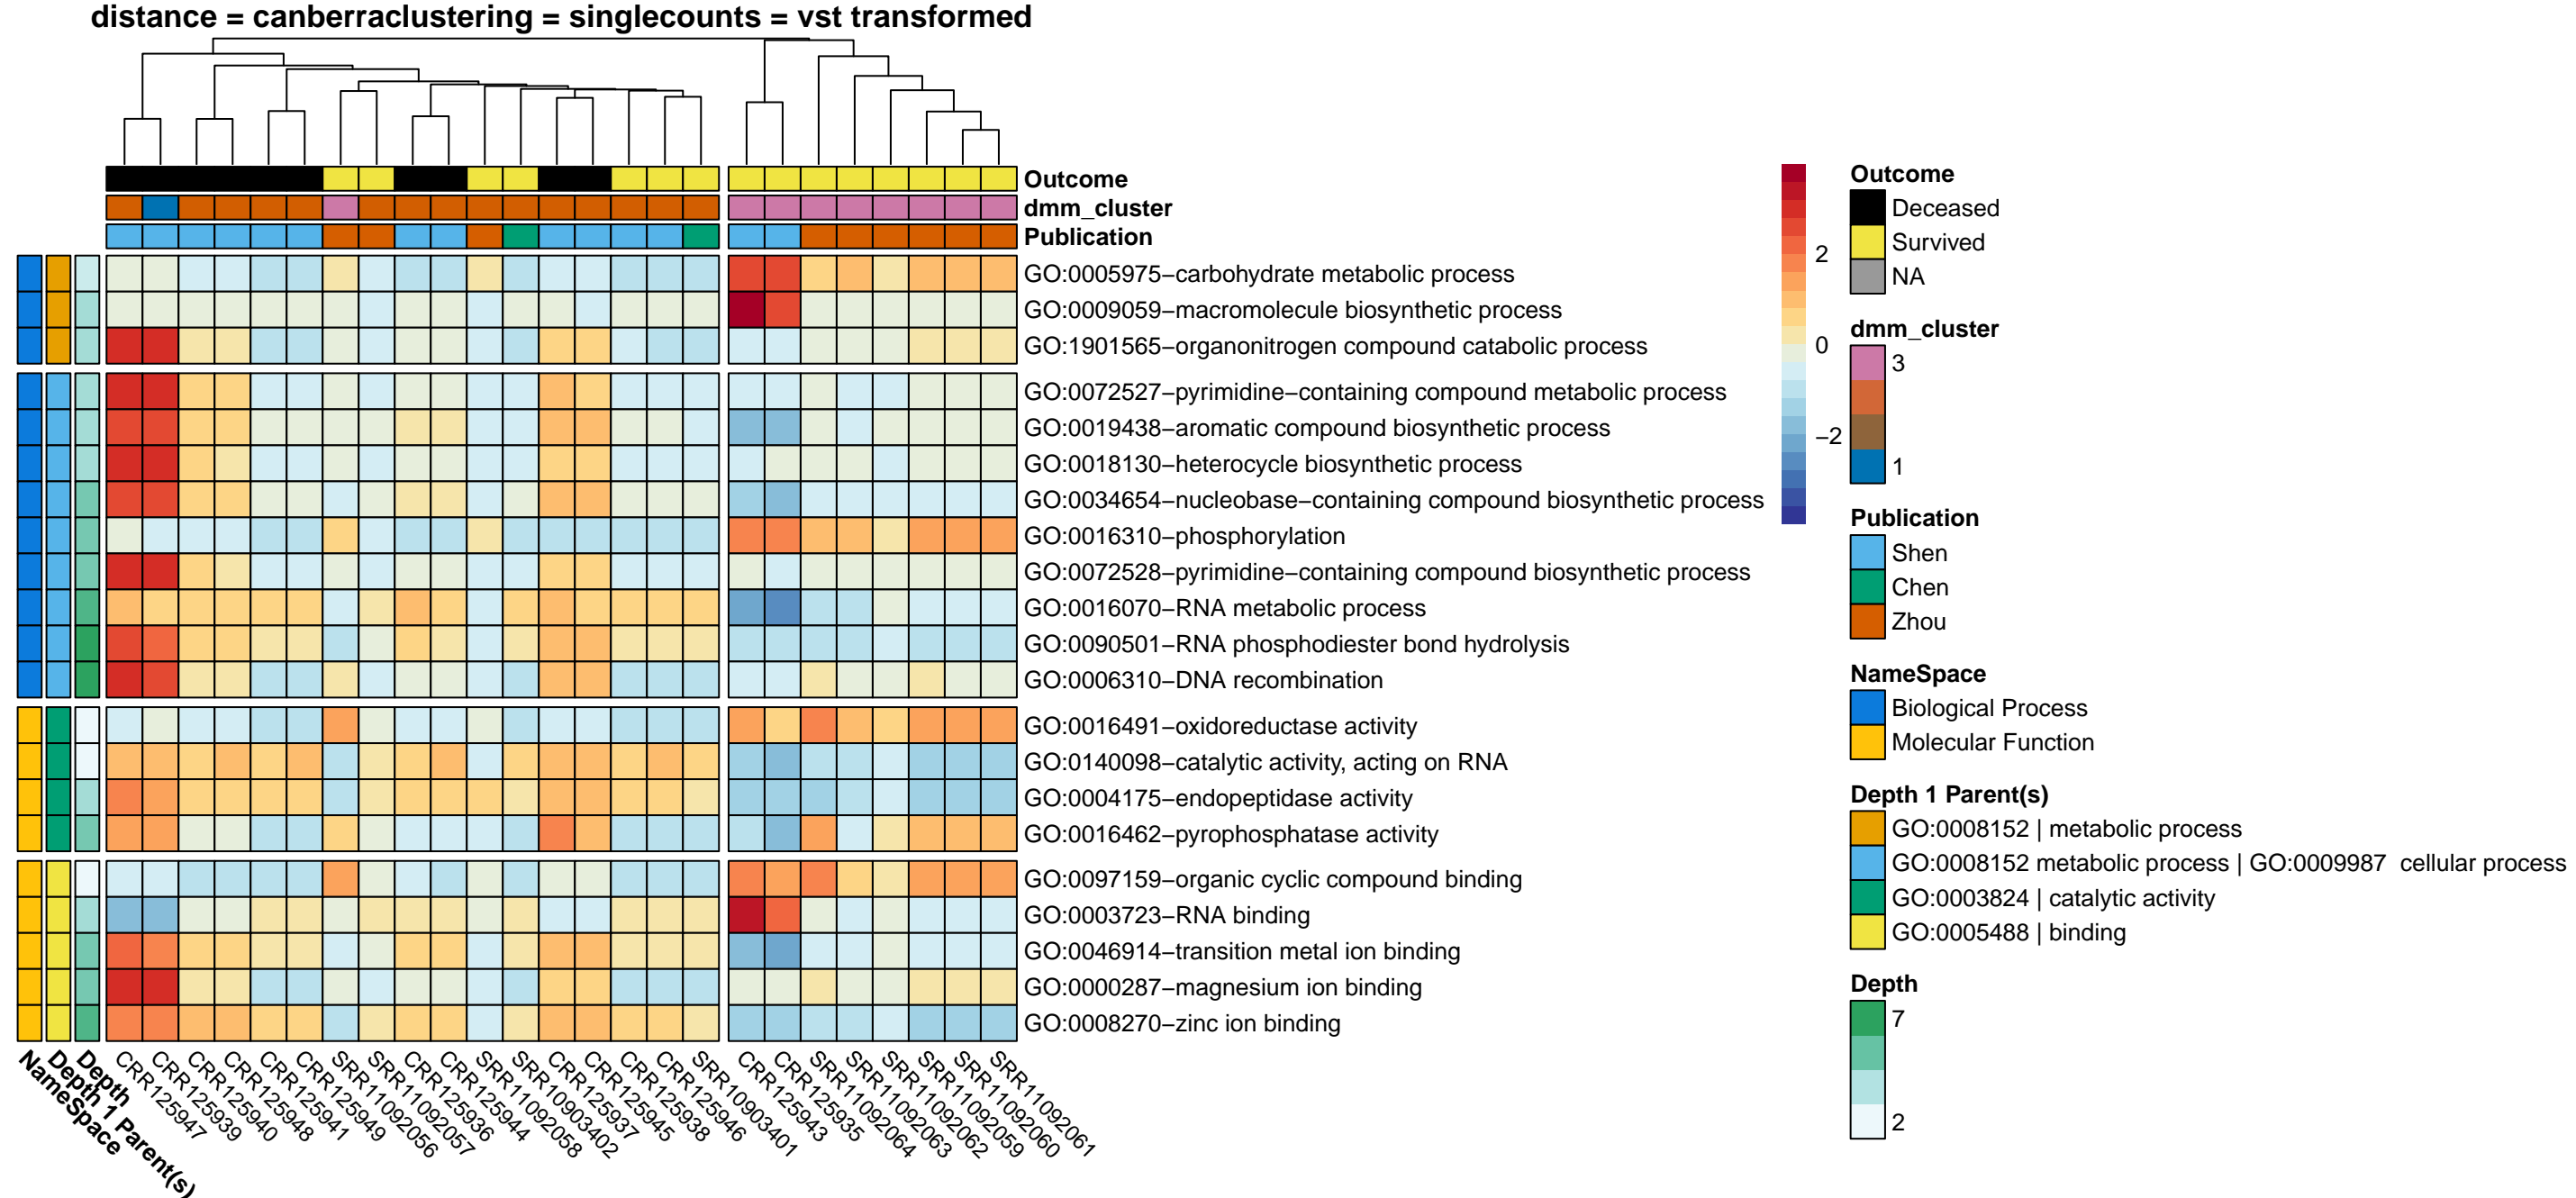 distance = canberraclustering = singlecounts = vst transformed
Outcome
dmm_cluster
Publication
GO:0005975−carbohydrate metabolic process
GO:0009059−macromolecule biosynthetic process
GO:1901565−organonitrogen compound catabolic process
GO:0072527−pyrimidine−containing compound metabolic process
GO:0019438−aromatic compound biosynthetic process
GO:0018130−heterocycle biosynthetic process
GO:0034654−nucleobase−containing compound biosynthetic process
GO:0016310−phosphorylation
GO:0072528−pyrimidine−containing compound biosynthetic process
GO:0016070−RNA metabolic process
GO:0090501−RNA phosphodiester bond hydrolysis
GO:0006310−DNA recombination
GO:0016491−oxidoreductase activity
GO:0140098−catalytic activity, acting on RNA
GO:0004175−endopeptidase activity
GO:0016462−pyrophosphatase activity
GO:0097159−organic cyclic compound binding
GO:0003723−RNA binding
GO:0046914−transition metal ion binding
GO:0000287−magnesium ion binding
GO:0008270−zinc ion binding
NameSpace
Depth 1 Parent(s)
Depth
CRR125947
CRR125939
CRR125940
CRR125948
CRR125941
CRR125949
SRR11092056
SRR11092057
CRR125936
CRR125944
SRR11092058
SRR10903402
CRR125937
CRR125945
CRR125938
CRR125946
SRR10903401
CRR125943
CRR125935
SRR11092064
SRR11092063
SRR11092062
SRR11092059
SRR11092060
SRR11092061
2
0
−2
Outcome
Deceased
Survived
NA
dmm_cluster
3
1
Publication
Shen
Chen
Zhou
NameSpace
Biological Process
Molecular Function
Depth 1 Parent(s)
GO:0008152 | metabolic process
GO:0008152 metabolic process | GO:0009987  cellular process
GO:0003824 | catalytic activity
GO:0005488 | binding
Depth
7
2